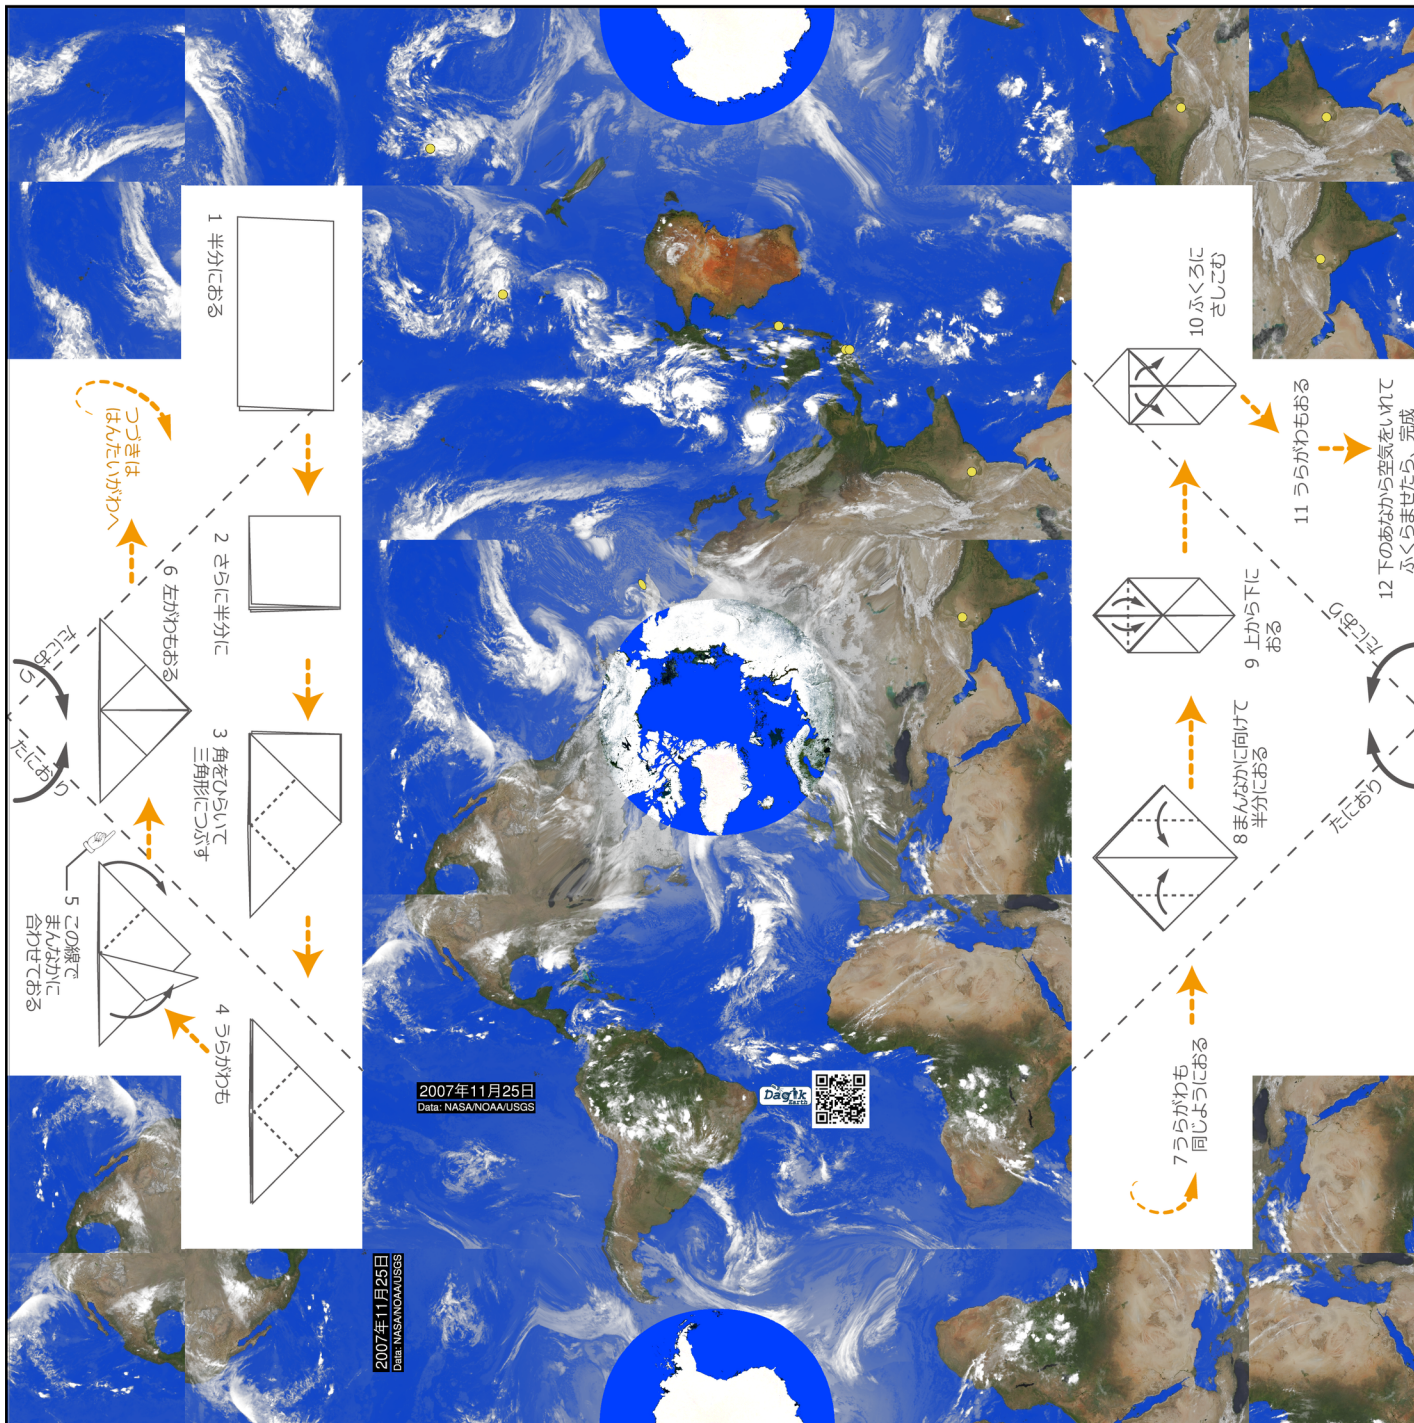 1 半分におる
2 さらに半分に
3 角をひらいて
三角形につぶす
4 うらがわも
5 この線で
まんなかに
合わせており
6 左がわもおる
つづきは
はんたいがわへ
たにおり
たにおり
7 うらがわも
同じようにおる
8 まんなかに向けて
半分におる
9 上から下に
おる
10 ふくろに
さしこむ
11 うらがわもおる
12 下のあなから空気をいれて
ふくらませたら、完成
たにおり
たにおり
2007年11月25日
Data: NASA/NOAA/USGS
Dagik
Earth
2007年11月25日
Data: NASA/NOAA/USGS